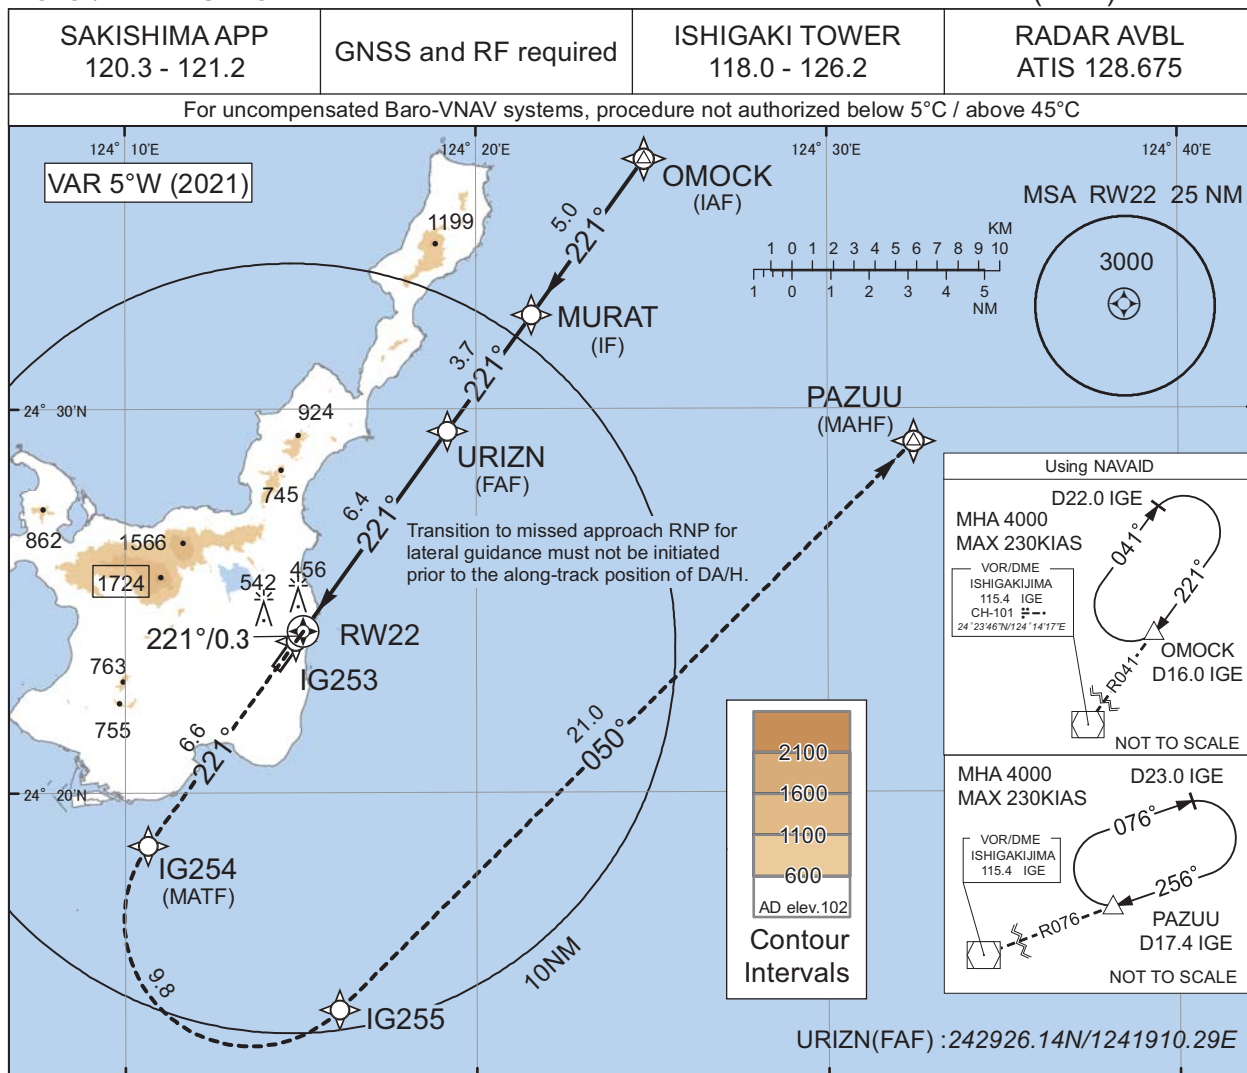 SAKISHIMA APP
120.3 - 121.2
GNSS and RF required
ISHIGAKI TOWER
118.0 - 126.2
RADAR AVBL
ATIS 128.675
For uncompensated Baro-VNAV systems, procedure not authorized below 5°C / above 45°C
124° 10'E
124° 20'E
124° 30'E
124° 40'E
VAR 5°W (2021)
OMOCK
(IAF)
MSA RW22 25 NM
3000
KM
1 0 1 2 3 4 5 6 7 8 9 10
1 0 1 2 3 4 5
NM
1199
5.0
221°
MURAT
(IF)
3.7
221°
PAZUU
(MAHF)
24° 30'N
924
URIZN
(FAF)
745
6.4
221°
Transition to missed approach RNP for
lateral guidance must not be initiated
prior to the along-track position of DA/H.
862
1566
1724
542
456
221°/0.3
RW22
IG253
763
755
6.6
221°
21.0
050°
24° 20'N
IG254
(MATF)
9.8
IG255
10NM
2100
1600
1100
600
AD elev.102
Contour
Intervals
Using NAVAID
D22.0 IGE
MHA 4000
MAX 230KIAS
041°
221°
VOR/DME
ISHIGAKIJIMA
115.4 IGE
CH-101
24°23'46"N/124°14'17"E
OMOCK
D16.0 IGE
R041
NOT TO SCALE
MHA 4000
MAX 230KIAS
D23.0 IGE
076°
256°
VOR/DME
ISHIGAKIJIMA
115.4 IGE
R076
PAZUU
D17.4 IGE
NOT TO SCALE
URIZN(FAF) :242926.14N/1241910.29E